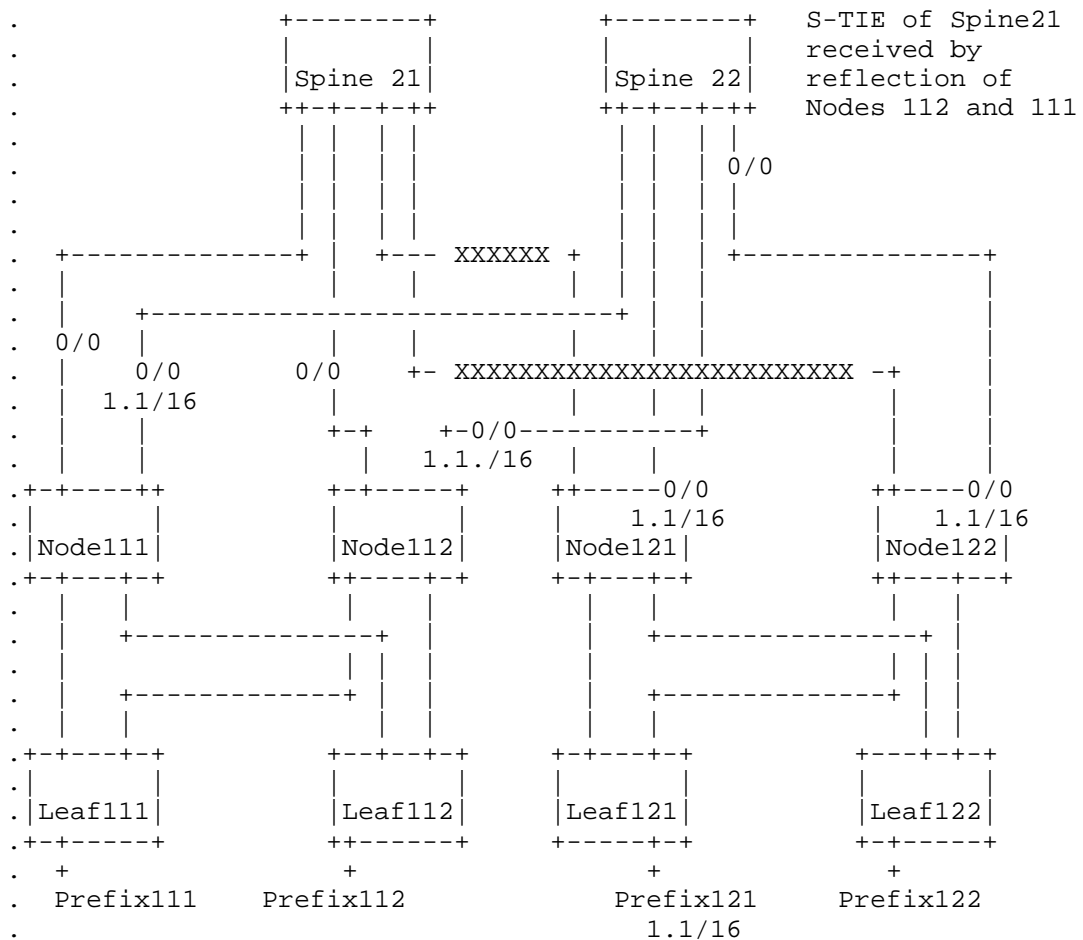 S-TIE of Spine21
received by
Spine 21 Spine 22 reflection of
Nodes 112 and 111
0/0
XXXXXX
0/0
0/0 0/0 XXXXXXXXXXXXXXXXXXXXXXXXX
1.1/16
0/0
1.1./16
0/0 0/0
1.1/16 1.1/16
Node111 Node112 Node121 Node122
Leaf111 Leaf112 Leaf121 Leaf122
Prefix111 Prefix112 Prefix121 Prefix122
1.1/16